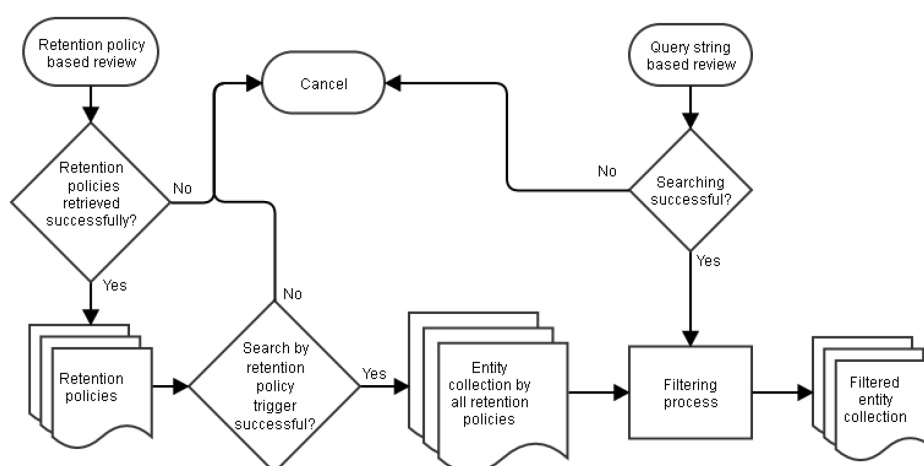 Retention policy
based review
Cancel
Query string
based review
Retention
policies
retrieved
successfully?
No
No
Searching
successful?
Yes
Yes
No
Retention
policies
Search by
retention
policy
trigger
successful?
Yes
Entity
collection by
all retention
policies
Filtering
process
Filtered
entity
collection